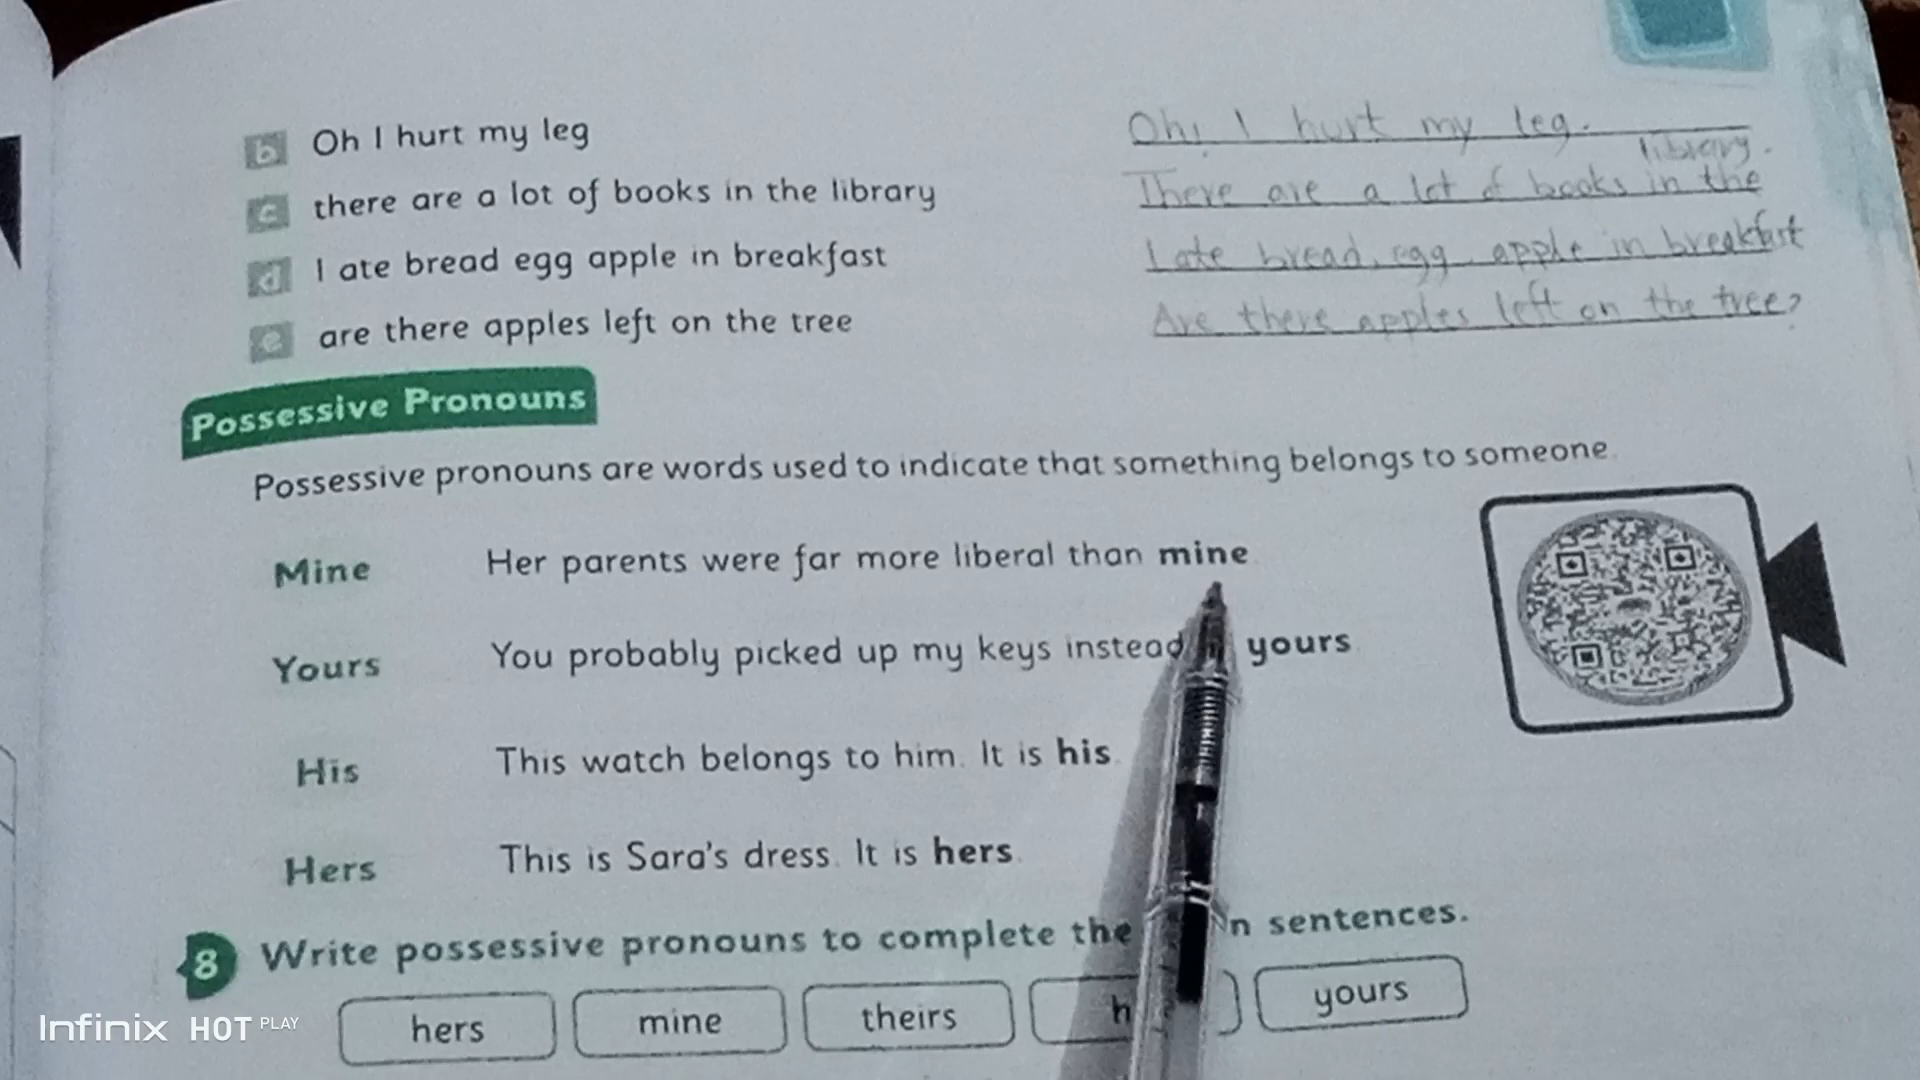 b Oh I hurt my leg Oh! I hurt my leg.
library.
c there are a lot of books in the library There are a lot of books in the
d I ate bread egg apple in breakfast I ate bread, egg, apple in breakfast
e are there apples left on the tree Are there apples left on the tree?
Possessive Pronouns
Possessive pronouns are words used to indicate that something belongs to someone.
Mine Her parents were far more liberal than mine.
Yours You probably picked up my keys instead yours.
His This watch belongs to him. It is his.
Hers This is Sara's dress. It is hers.
8 Write possessive pronouns to complete the sentences.
hers mine theirs yours
Infinix HOT PLAY